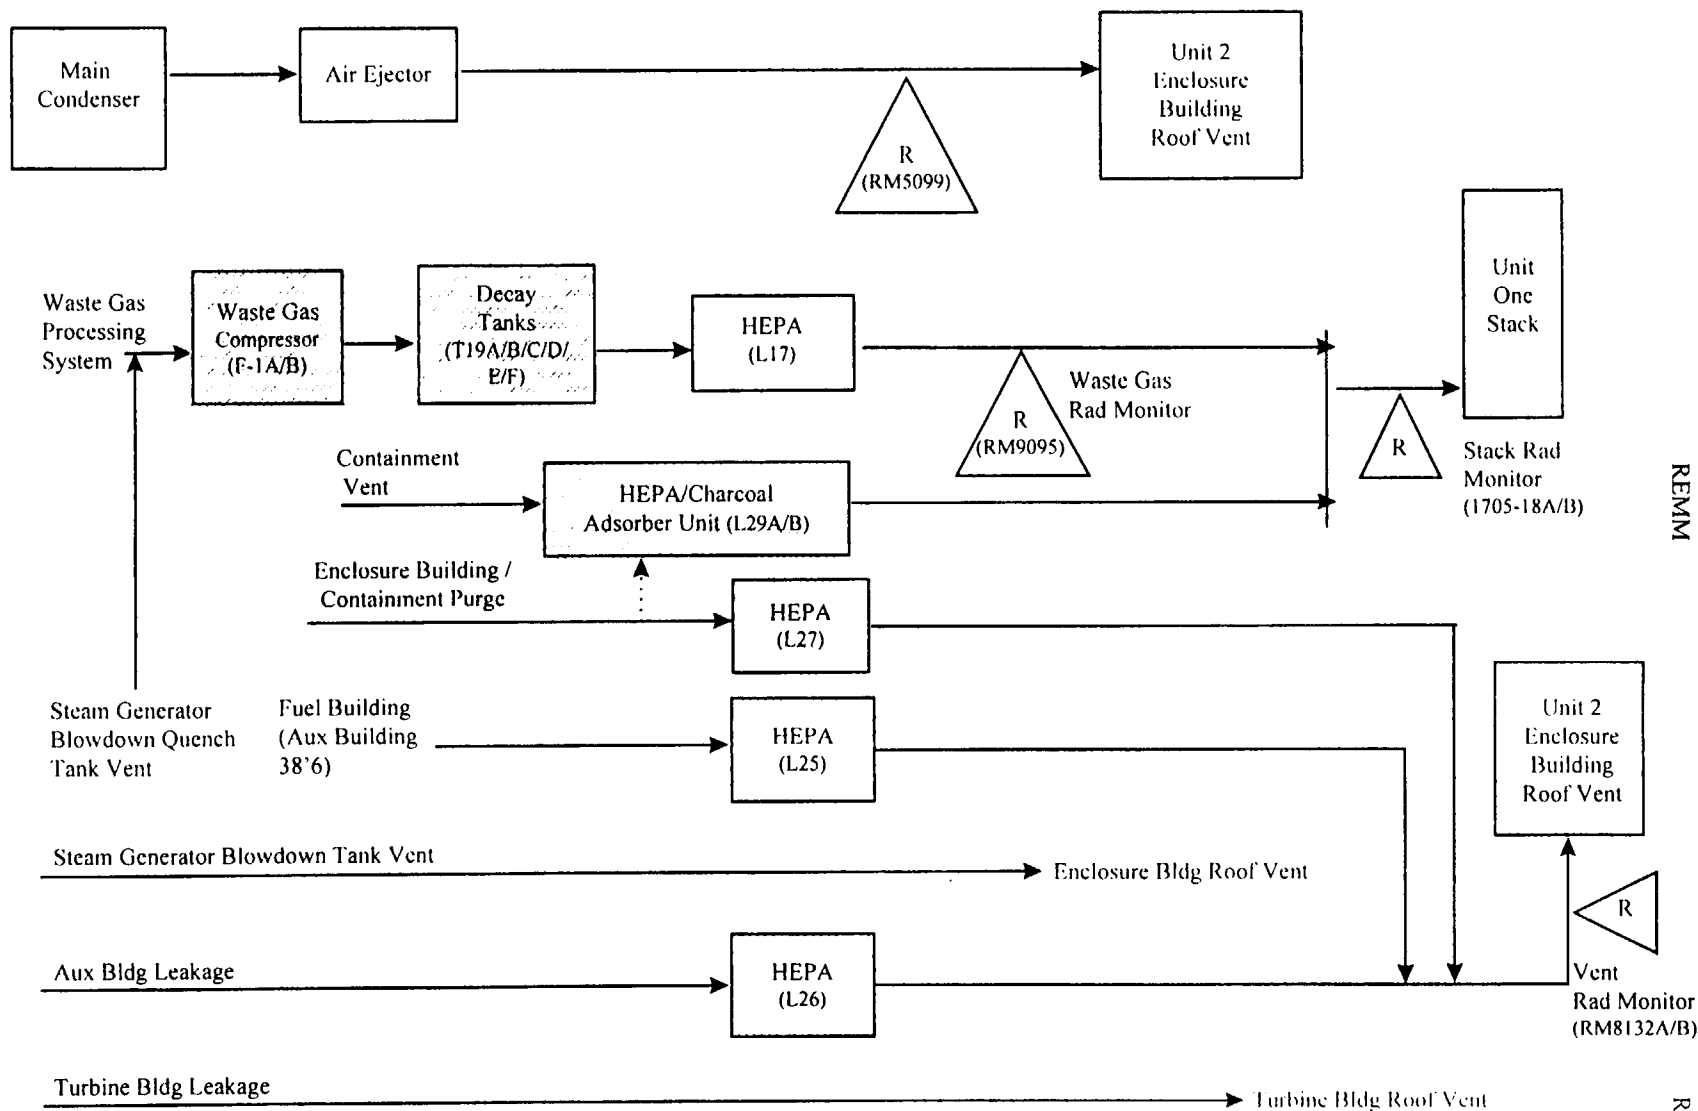 Main
Condenser
Air Ejector
R
(RM5099)
Unit 2
Enclosure
Building
Roof Vent
Waste Gas
Processing
System
Waste Gas
Compressor
(F-1A/B)
Decay
Tanks
(T19A/B/C/D/
E/F)
HEPA
(L17)
R
(RM9095)
Waste Gas
Rad Monitor
R
Unit
One
Stack
Stack Rad
Monitor
(1705-18A/B)
Containment
Vent
HEPA/Charcoal
Adsorber Unit (L29A/B)
Enclosure Building /
Containment Purge
HEPA
(L27)
Steam Generator
Blowdown Quench
Tank Vent
Fuel Building
(Aux Building
38'6)
HEPA
(L25)
Unit 2
Enclosure
Building
Roof Vent
Steam Generator Blowdown Tank Vent
Enclosure Bldg Roof Vent
R
Vent
Rad Monitor
(RM8132A/B)
Aux Bldg Leakage
HEPA
(L26)
Turbine Bldg Leakage
Turbine Bldg Roof Vent
REMM
R